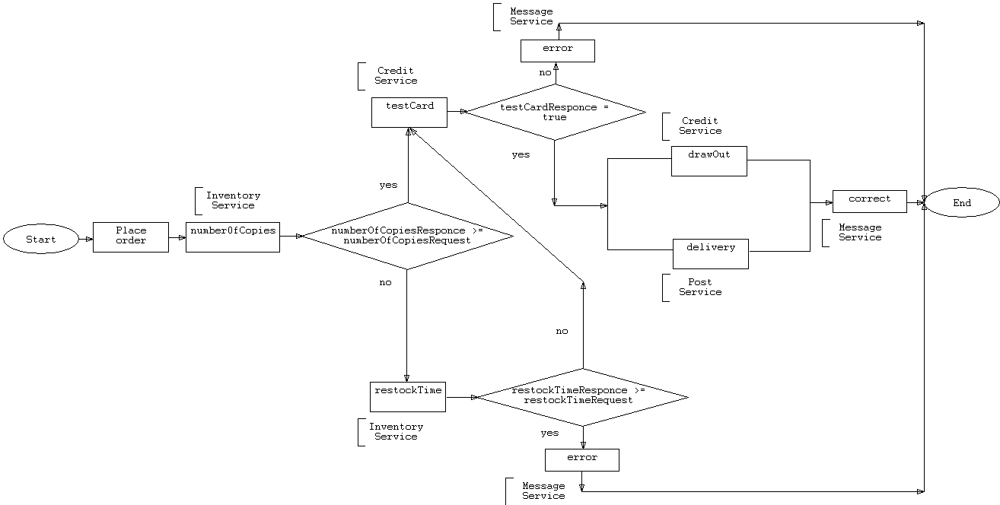 Message
Service
error
no
Credit
Service
testCard
testCardResponce =
true
Credit
Service
yes
drawOut
yes
Inventory
Service
correct
End
Place
order
numberOfCopies
numberOfCopiesResponce >=
numberOfCopiesRequest
Message
Service
Start
delivery
no
Post
Service
no
restockTime
restockTimeResponce >=
restockTimeRequest
Inventory
Service
yes
error
Message
Service